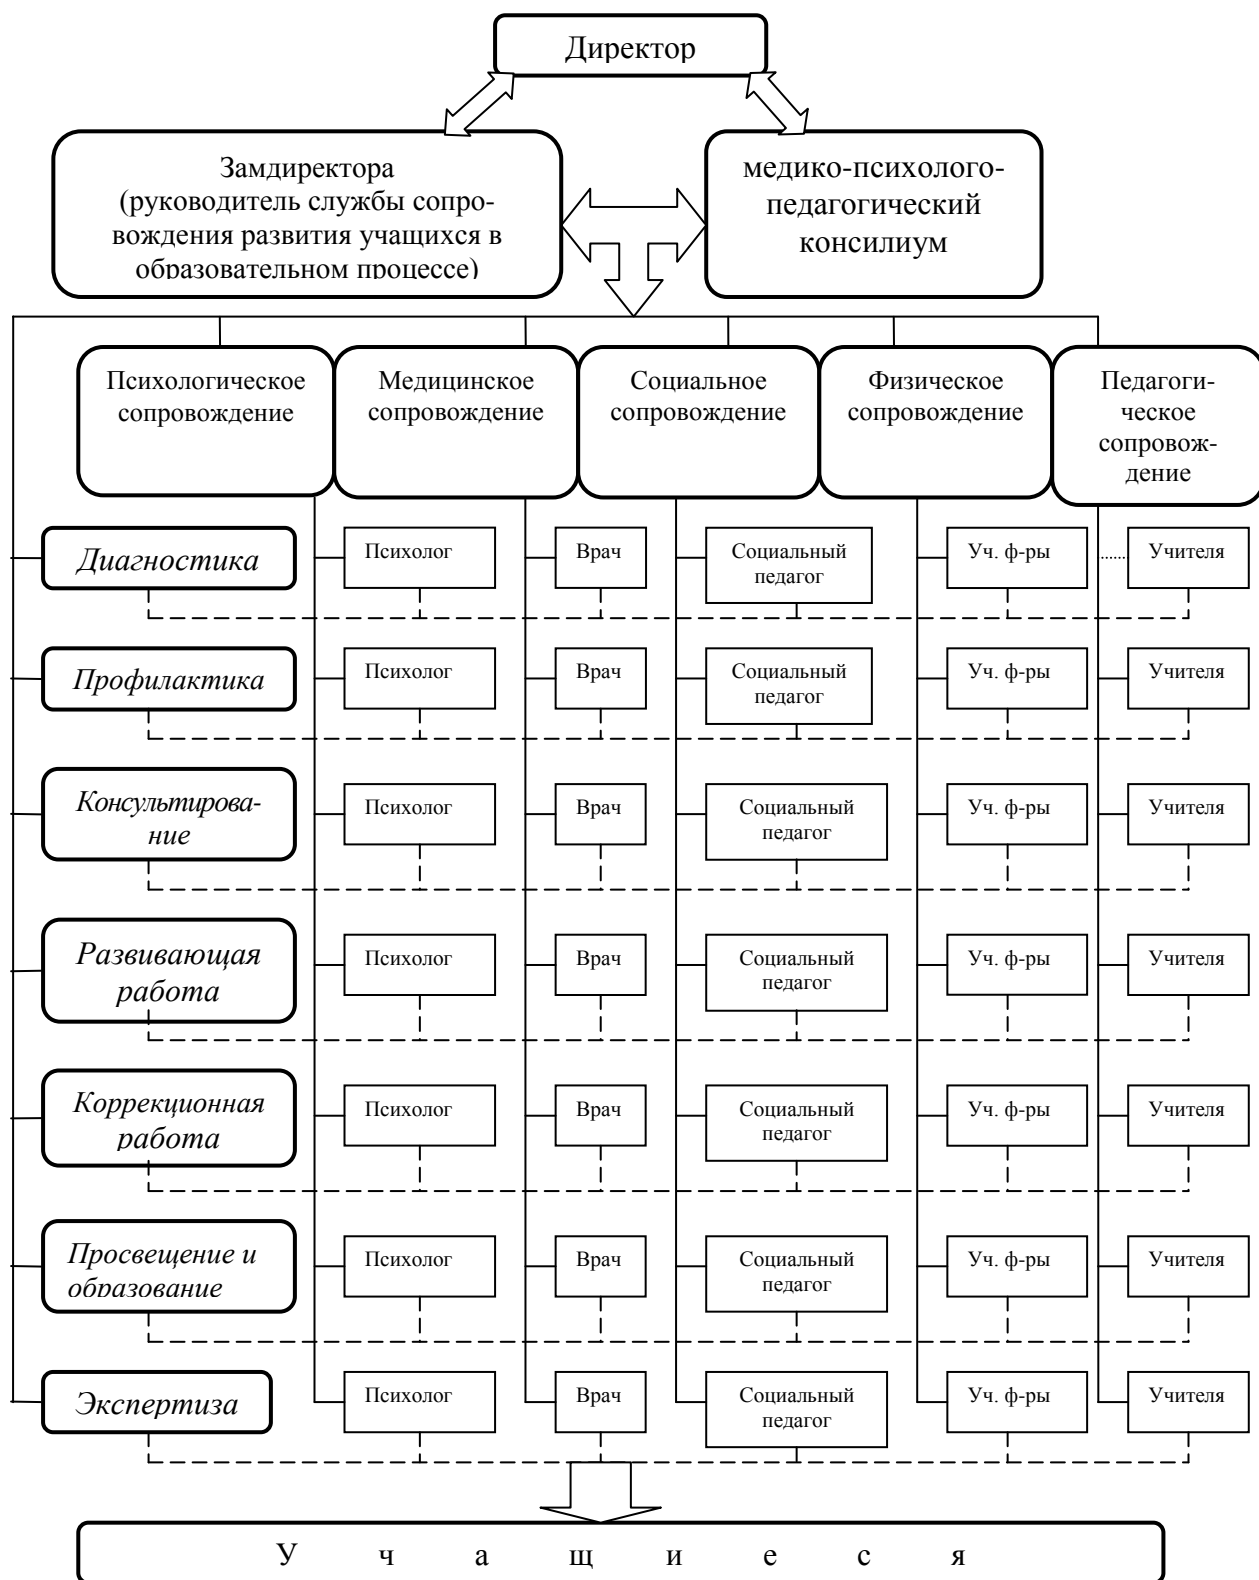 Директор
Замдиректора
(руководитель службы сопро-
вождения развития учащихся в
образовательном процессе)
медико-психолого-
педагогический
консилиум
Психологическое
сопровождение
Медицинское
сопровождение
Социальное
сопровождение
Физическое
сопровождение
Педагоги-
ческое
сопровож-
дение
Диагностика
Психолог
Врач
Социальный
педагог
Уч. ф-ры
......
Учителя
Профилактика
Психолог
Врач
Социальный
педагог
Уч. ф-ры
Учителя
Консультирова-
ние
Психолог
Врач
Социальный
педагог
Уч. ф-ры
Учителя
Развивающая
работа
Психолог
Врач
Социальный
педагог
Уч. ф-ры
Учителя
Коррекционная
работа
Психолог
Врач
Социальный
педагог
Уч. ф-ры
Учителя
Просвещение и
образование
Психолог
Врач
Социальный
педагог
Уч. ф-ры
Учителя
Экспертиза
Психолог
Врач
Социальный
педагог
Уч. ф-ры
Учителя
У ч а щ и е с я